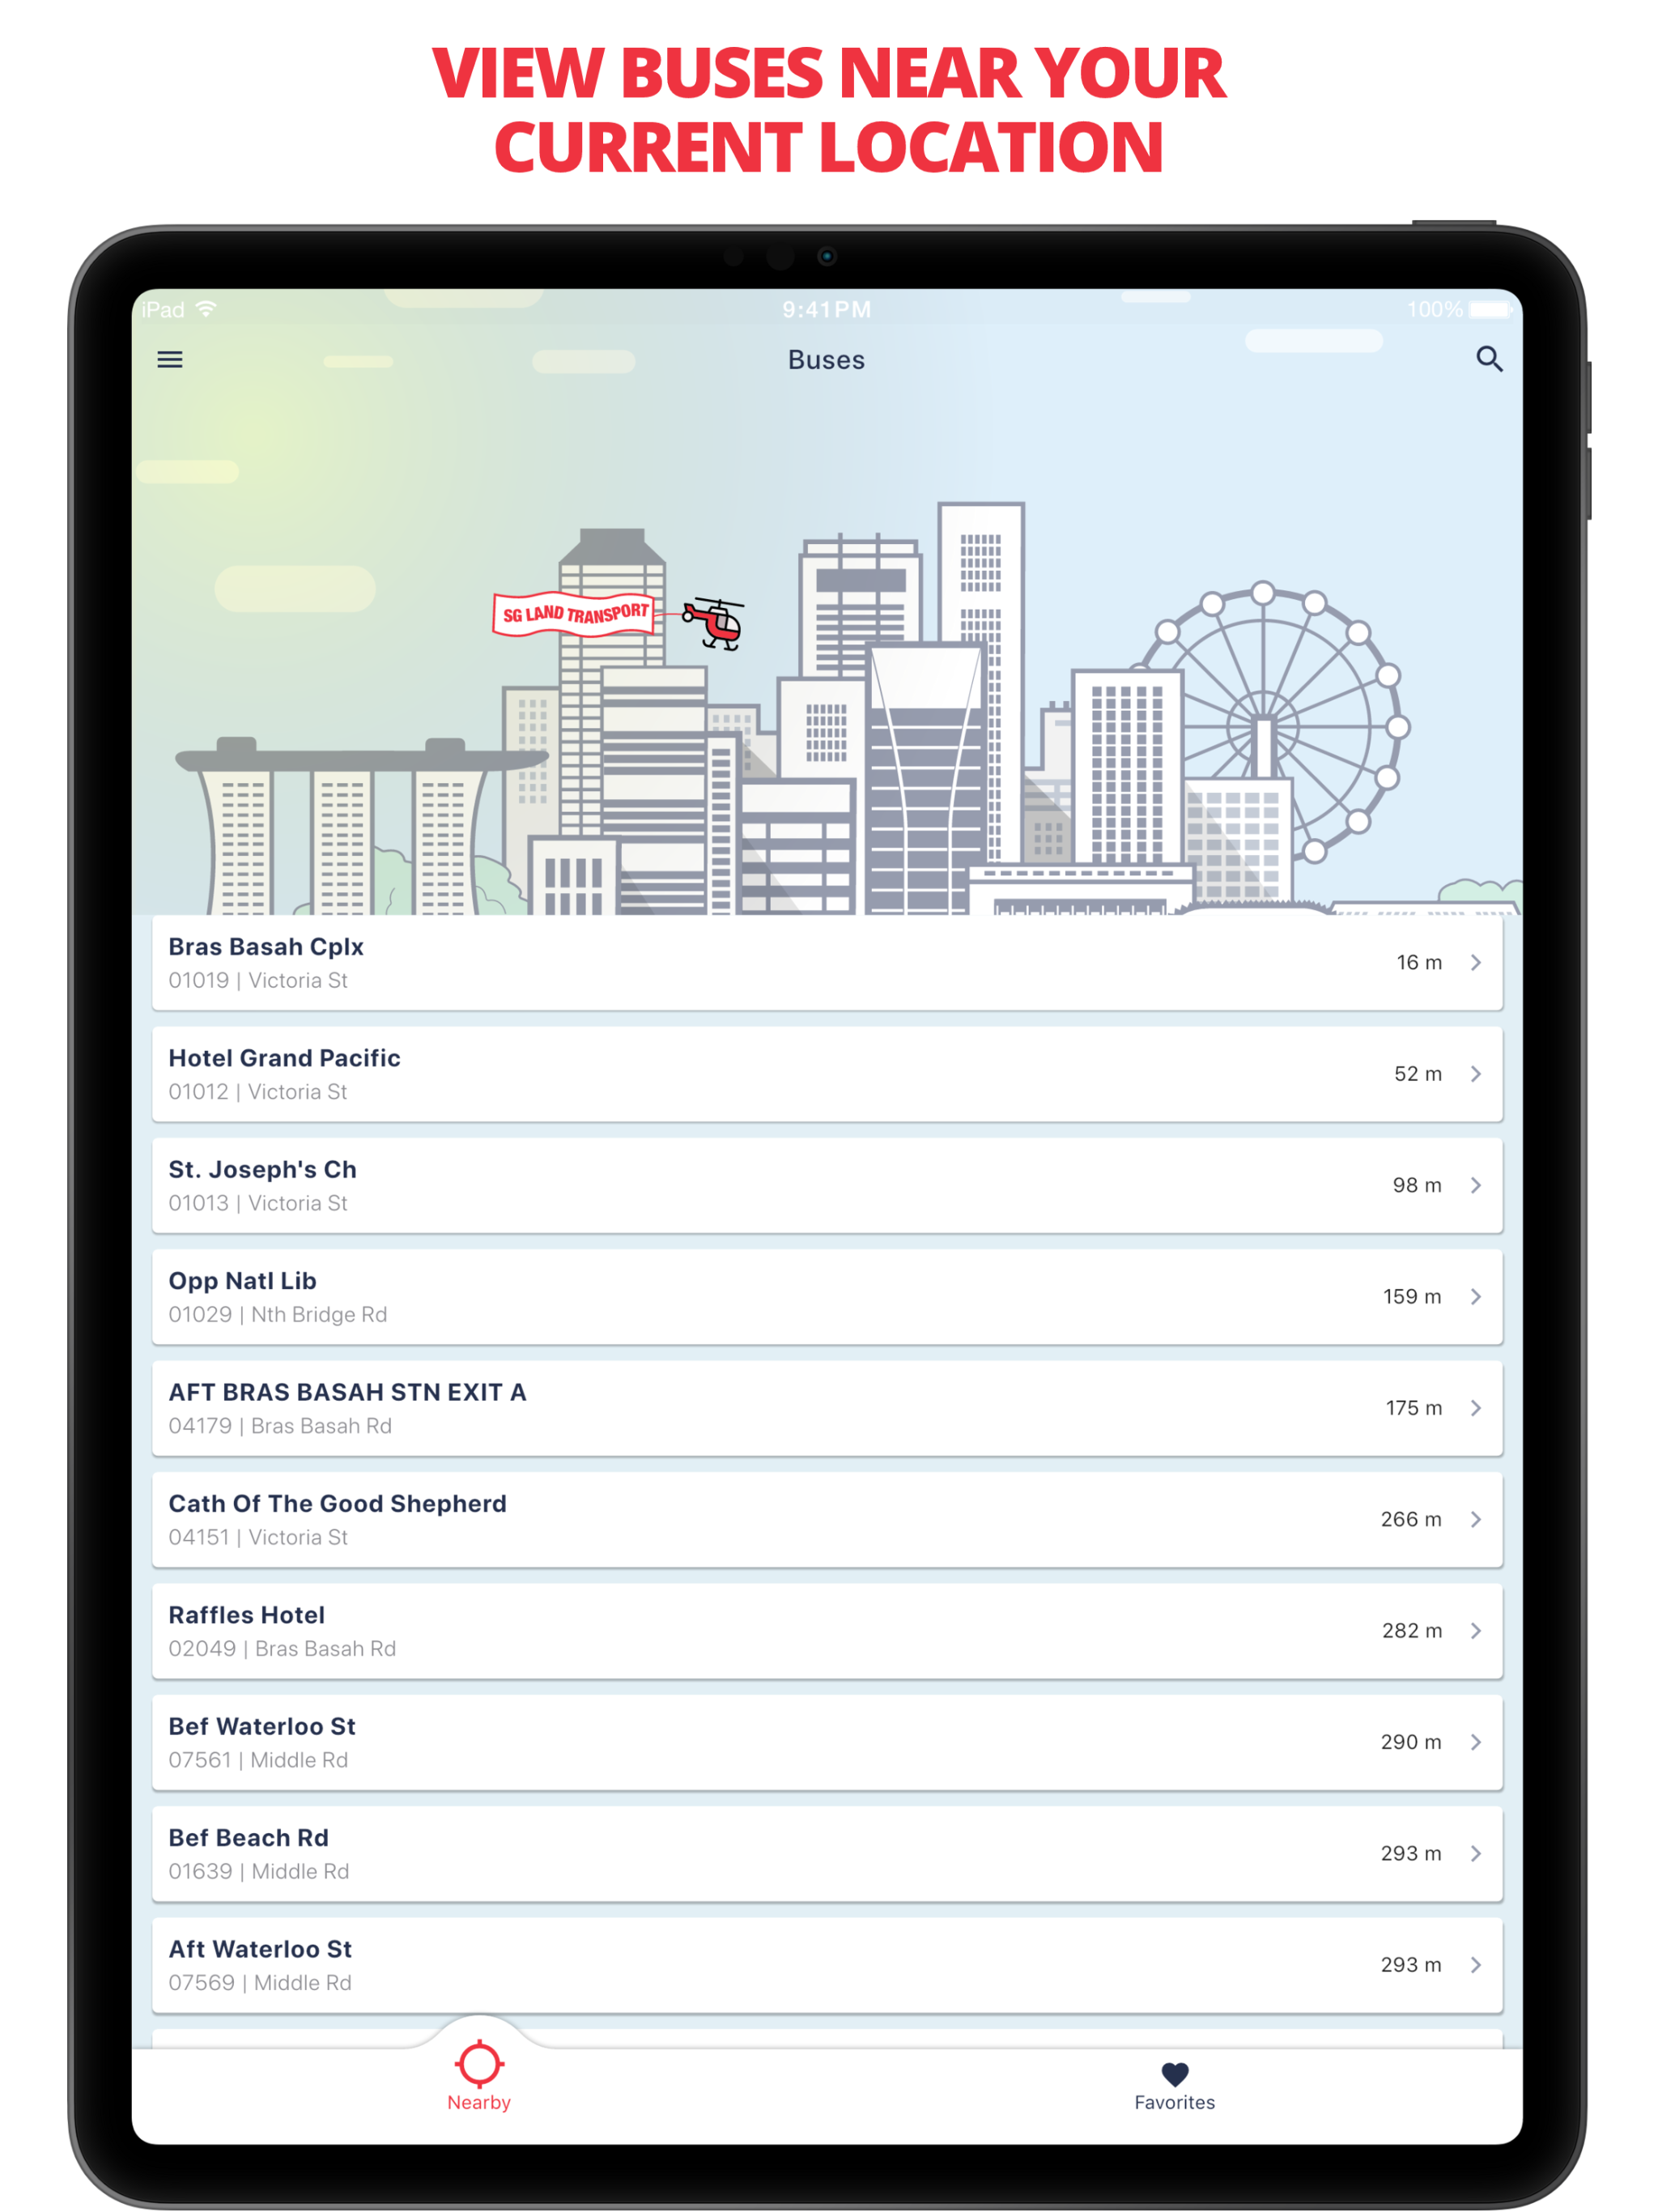 VIEW BUSES NEAR YOUR
CURRENT LOCATION
iPad 9:41PM 100%
Buses
SG LAND TRANSPORT
Bras Basah Cplx
01019 | Victoria St
16 m
Hotel Grand Pacific
01012 | Victoria St
52 m
St. Joseph's Ch
01013 | Victoria St
98 m
Opp Natl Lib
01029 | Nth Bridge Rd
159 m
AFT BRAS BASAH STN EXIT A
04179 | Bras Basah Rd
175 m
Cath Of The Good Shepherd
04151 | Victoria St
266 m
Raffles Hotel
02049 | Bras Basah Rd
282 m
Bef Waterloo St
07561 | Middle Rd
290 m
Bef Beach Rd
01639 | Middle Rd
293 m
Aft Waterloo St
07569 | Middle Rd
293 m
Nearby
Favorites